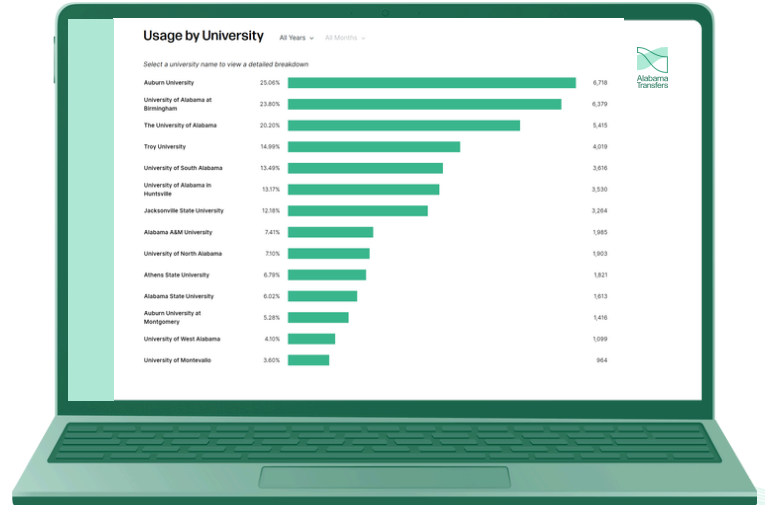 Usage by University All Years All Months
Alabama
Transfers
Select a university name to view a detailed breakdown
Auburn University 25.06% 6,718
University of Alabama at
Birmingham 23.80% 6,379
The University of Alabama 20.20% 5,415
Troy University 14.99% 4,019
University of South Alabama 13.49% 3,616
University of Alabama in
Huntsville 13.17% 3,530
Jacksonville State University 12.18% 3,264
Alabama A&M University 7.41% 1,985
University of North Alabama 7.10% 1,903
Athens State University 6.79% 1,821
Alabama State University 6.02% 1,613
Auburn University at
Montgomery 5.28% 1,416
University of West Alabama 4.10% 1,099
University of Montevallo 3.60% 964